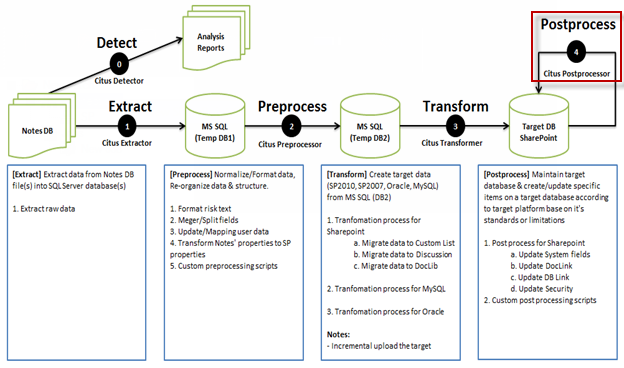 Detect
0
Citus Detector
Analysis
Reports
Postprocess
4
Citus Postprocessor
Notes DB
Extract
1
Citus Extractor
MS SQL
(Temp DB1)
Preprocess
2
Citus Preprocessor
MS SQL
(Temp DB2)
Transform
3
Citus Transformer
Target DB
SharePoint
[Extract] Extract data from Notes DB
file(s) into SQL Server database(s)
1. Extract raw data
[Preprocess] Normalize/Format data,
Re-organize data & structure.
1. Format risk text
2. Meger/Split fields
3. Update/Mapping user data
4. Transform Notes' properties to SP
properties
5. Custom preprocessing scripts
[Transform] Create target data
(SP2010, SP2007, Oracle, MySQL)
from MS SQL (DB2)
1. Tranfomation process for
Sharepoint
a. Migrate data to Custom List
b. Migrate data to Discussion
c. Migrate data to DocLib
2. Tranfomation process for MySQL
3. Tranfomation process for Oracle
Notes:
- Incremental upload the target
[Postprocess] Maintain target
database & create/update specific
items on a target database according
to target platform base on it's
standards or limitations
1. Post process for Sharepoint
a. Update System fields
b. Update DocLink
c. Update DB Link
d. Update Security
2. Custom post processing scripts